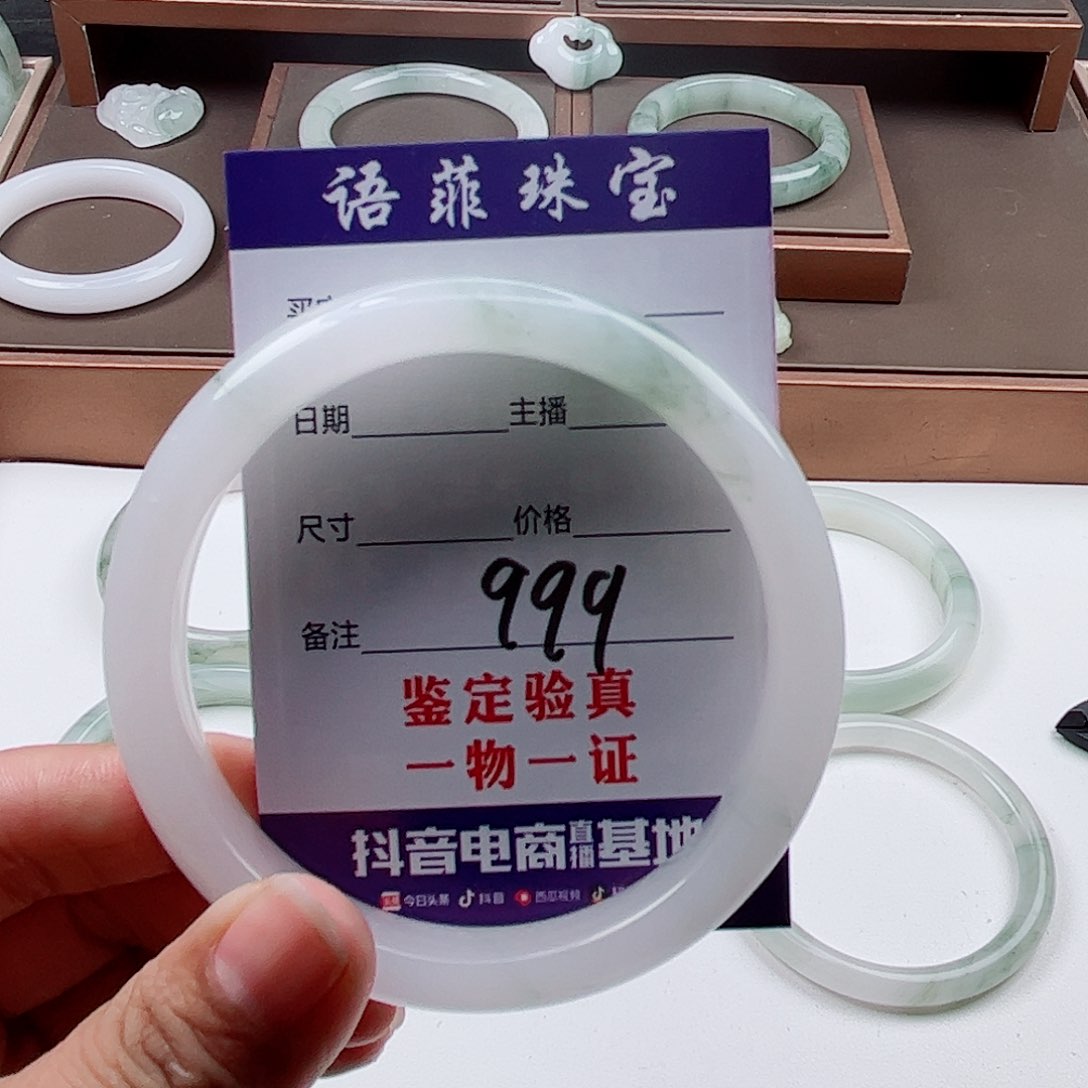 语菲珠宝
日期 主播
尺寸 价格
999
备注
鉴定验真
一物一证
抖音电商直播基地
今日头条 抖音 西瓜视频